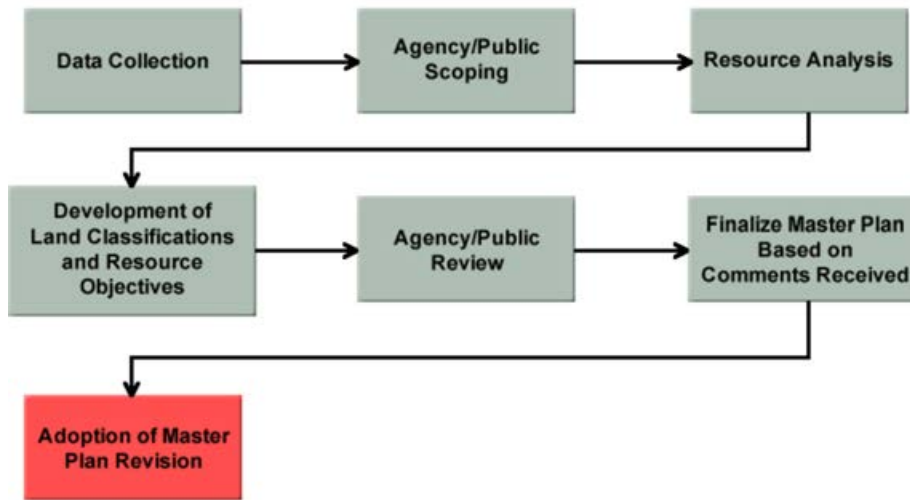 Data Collection
Agency/Public
Scoping
Resource Analysis
Development of
Land Classifications
and Resource
Objectives
Agency/Public
Review
Finalize Master Plan
Based on
Comments Received
Adoption of Master
Plan Revision